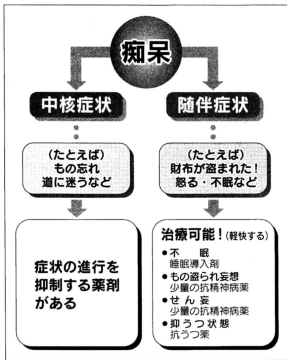 痴呆
中核症状
随伴症状
(たとえば)
もの忘れ
道に迷うなど
(たとえば)
財布が盗まれた!
怒る・不眠など
症状の進行を
抑制する薬剤
がある
治療可能!(軽快する)
●不眠
睡眠導入剤
●もの盗られ妄想
少量の抗精神病薬
●せん妄
少量の抗精神病薬
●抑うつ状態
抗うつ薬